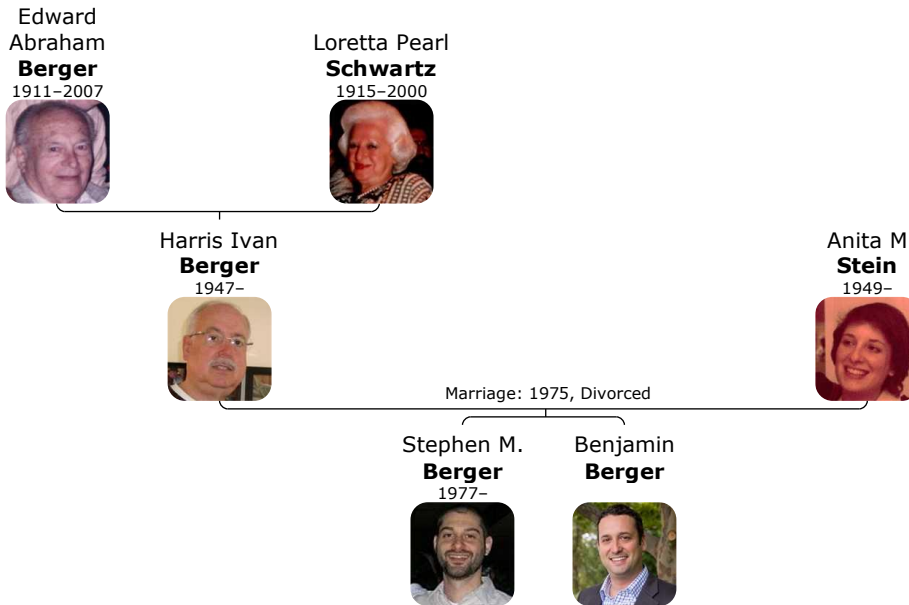 Edward
Abraham
Berger
1911–2007
Loretta Pearl
Schwartz
1915–2000
Harris Ivan
Berger
1947–
Anita M
Stein
1949–
Marriage: 1975, Divorced
Stephen M.
Berger
1977–
Benjamin
Berger